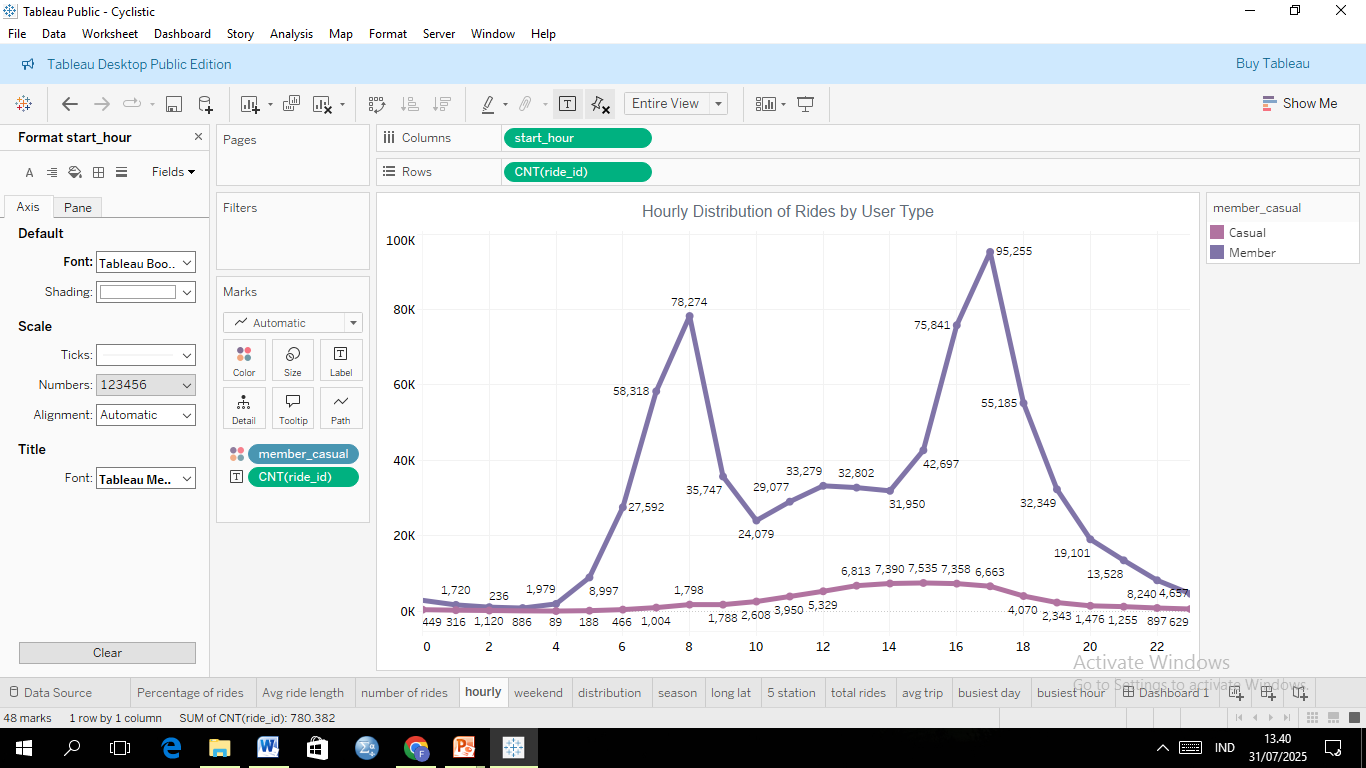 Tableau Public - Cyclistic
File Data Worksheet Dashboard Story Analysis Map Format Server Window Help
Tableau Desktop Public Edition Buy Tableau
Entire View Show Me
Format start_hour
Fields
Axis Pane
Default
Font: Tableau Boo..
Shading:
Scale
Ticks:
Numbers: 123456
Alignment: Automatic
Title
Font: Tableau Me..
Clear
Pages
Filters
Marks
Automatic
Color Size Label
Detail Tooltip Path
member_casual
CNT(ride_id)
Columns start_hour
Rows CNT(ride_id)
Hourly Distribution of Rides by User Type
100K
80K
60K
40K
20K
0K
95,255
78,274
75,841
58,318
55,185
42,697
33,279 32,802
29,077
35,747
31,950
32,349
27,592
24,079
19,101
13,528
6,813 7,390 7,535 7,358 6,663
1,720 236 1,979 8,997 1,798
8,240 4,657
449 316 1,120 886 89 188 466 1,004 1,788 2,608 3,950 5,329 4,070 2,343 1,476 1,255 897 629
0 2 4 6 8 10 12 14 16 18 20 22
member_casual
Casual
Member
Activate Windows
Go to Settings to activate Windows.
Data Source Percentage of rides Avg ride length number of rides hourly weekend distribution season long lat 5 station total rides avg trip busiest day busiest hour Dashboard 1
48 marks 1 row by 1 column SUM of CNT(ride_id): 780.382
IND
13.40
31/07/2025